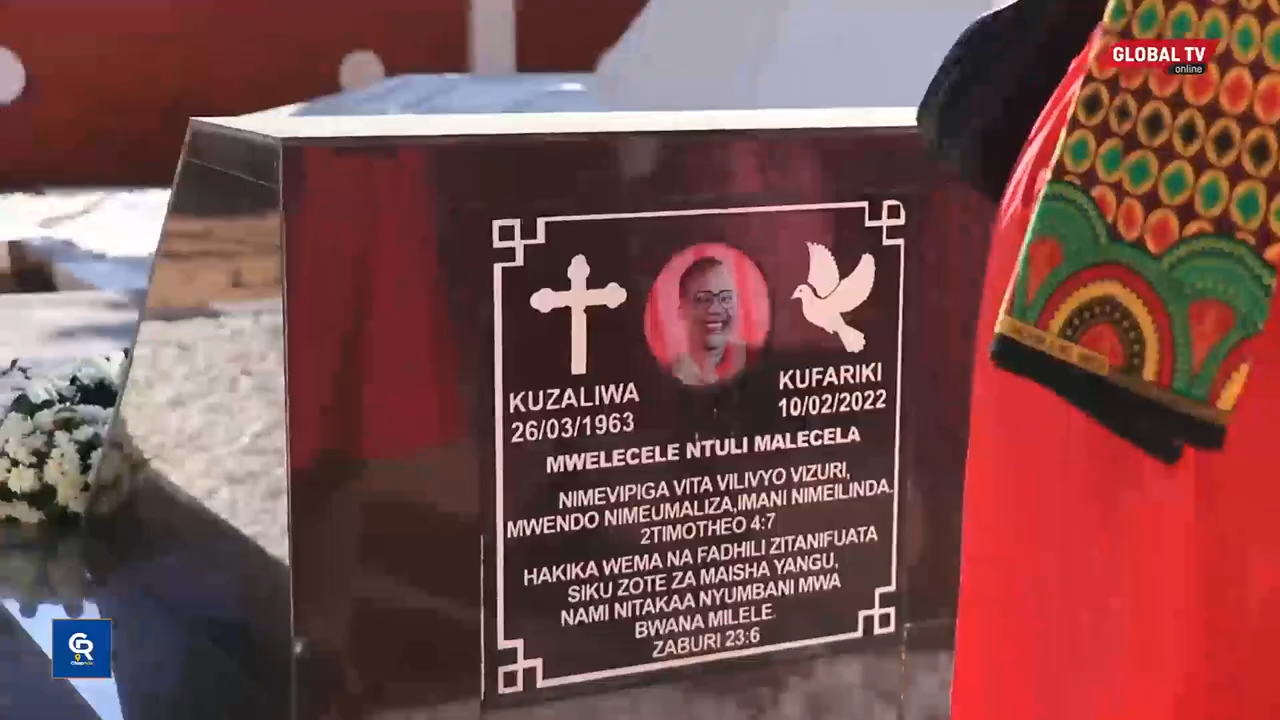 GLOBAL TV
online
KUZALIWA
26/03/1963
KUFARIKI
10/02/2022
MWELECELE NTULI MALECELA
NIMEVIPIGA VITA VILIVYO VIZURI,
MWENDO NIMEUMALIZA,IMANI NIMEILINDA.
2TIMOTHEO 4:7
HAKIKA WEMA NA FADHILI ZITANIFUATA
SIKU ZOTE ZA MAISHA YANGU,
NAMI NITAKAA NYUMBANI MWA
BWANA MILELE.
ZABURI 23:6
GR